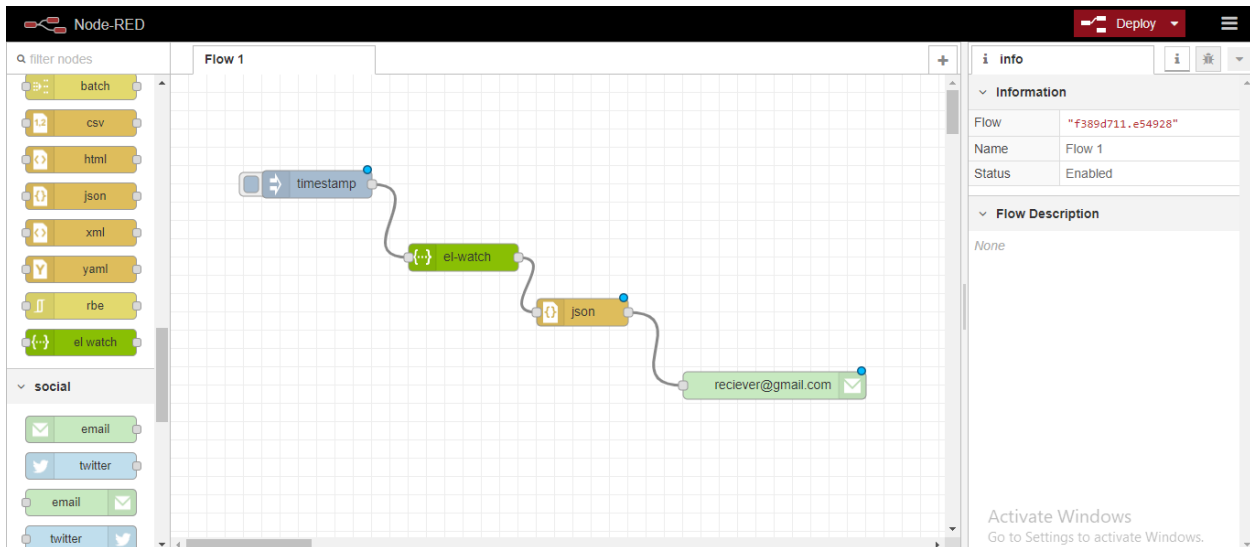 Node-RED
Deploy
filter nodes
Flow 1
+
i info
i
batch
1,2 csv
html
{} json
xml
Y yaml
rbe
{··} el watch
social
email
twitter
email
twitter
timestamp
{··} el-watch
{} json
reciever@gmail.com
Information
Flow "f389d711.e54928"
Name Flow 1
Status Enabled
Flow Description
None
Activate Windows
Go to Settings to activate Windows.